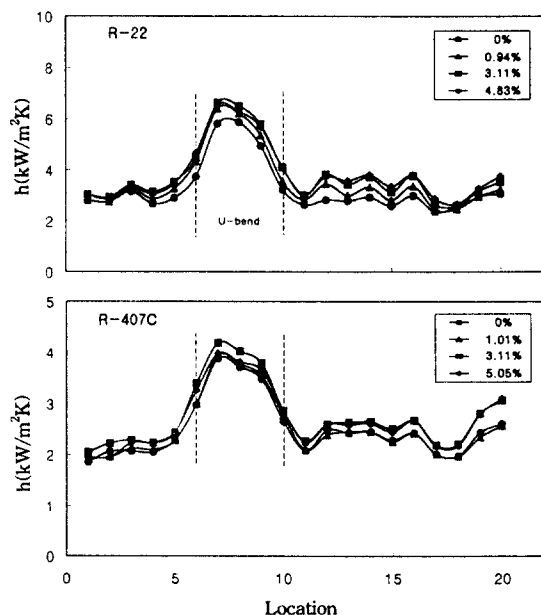 10
R-22
0%
0.94%
3.11%
4.83%
8
6
4
2
0
h(kW/m²K)
U-bend
5
R-407C
0%
1.01%
3.11%
5.05%
4
3
2
1
0
h(kW/m²K)
0 5 10 15 20
Location